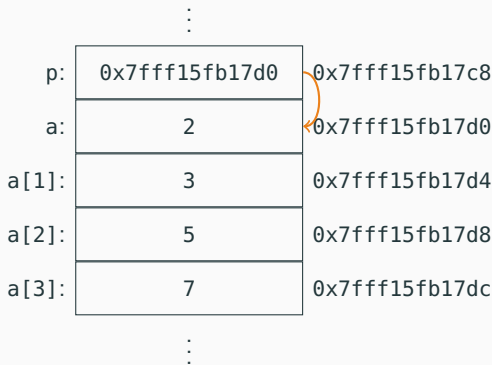 ⋮
p: 0x7fff15fb17d0 0x7fff15fb17c8
a: 2 0x7fff15fb17d0
a[1]: 3 0x7fff15fb17d4
a[2]: 5 0x7fff15fb17d8
a[3]: 7 0x7fff15fb17dc
⋮